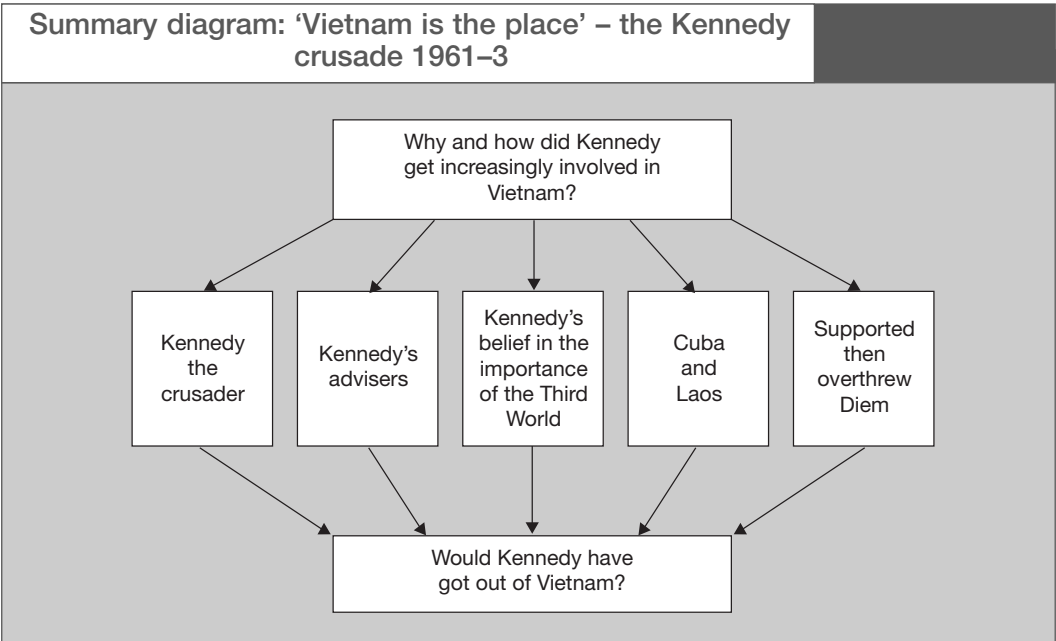 Summary diagram: ‘Vietnam is the place’ – the Kennedy
crusade 1961–3
Why and how did Kennedy
get increasingly involved in
Vietnam?
Kennedy
the
crusader
Kennedy’s
advisers
Kennedy’s
belief in the
importance
of the Third
World
Cuba
and
Laos
Supported
then
overthrew
Diem
Would Kennedy have
got out of Vietnam?